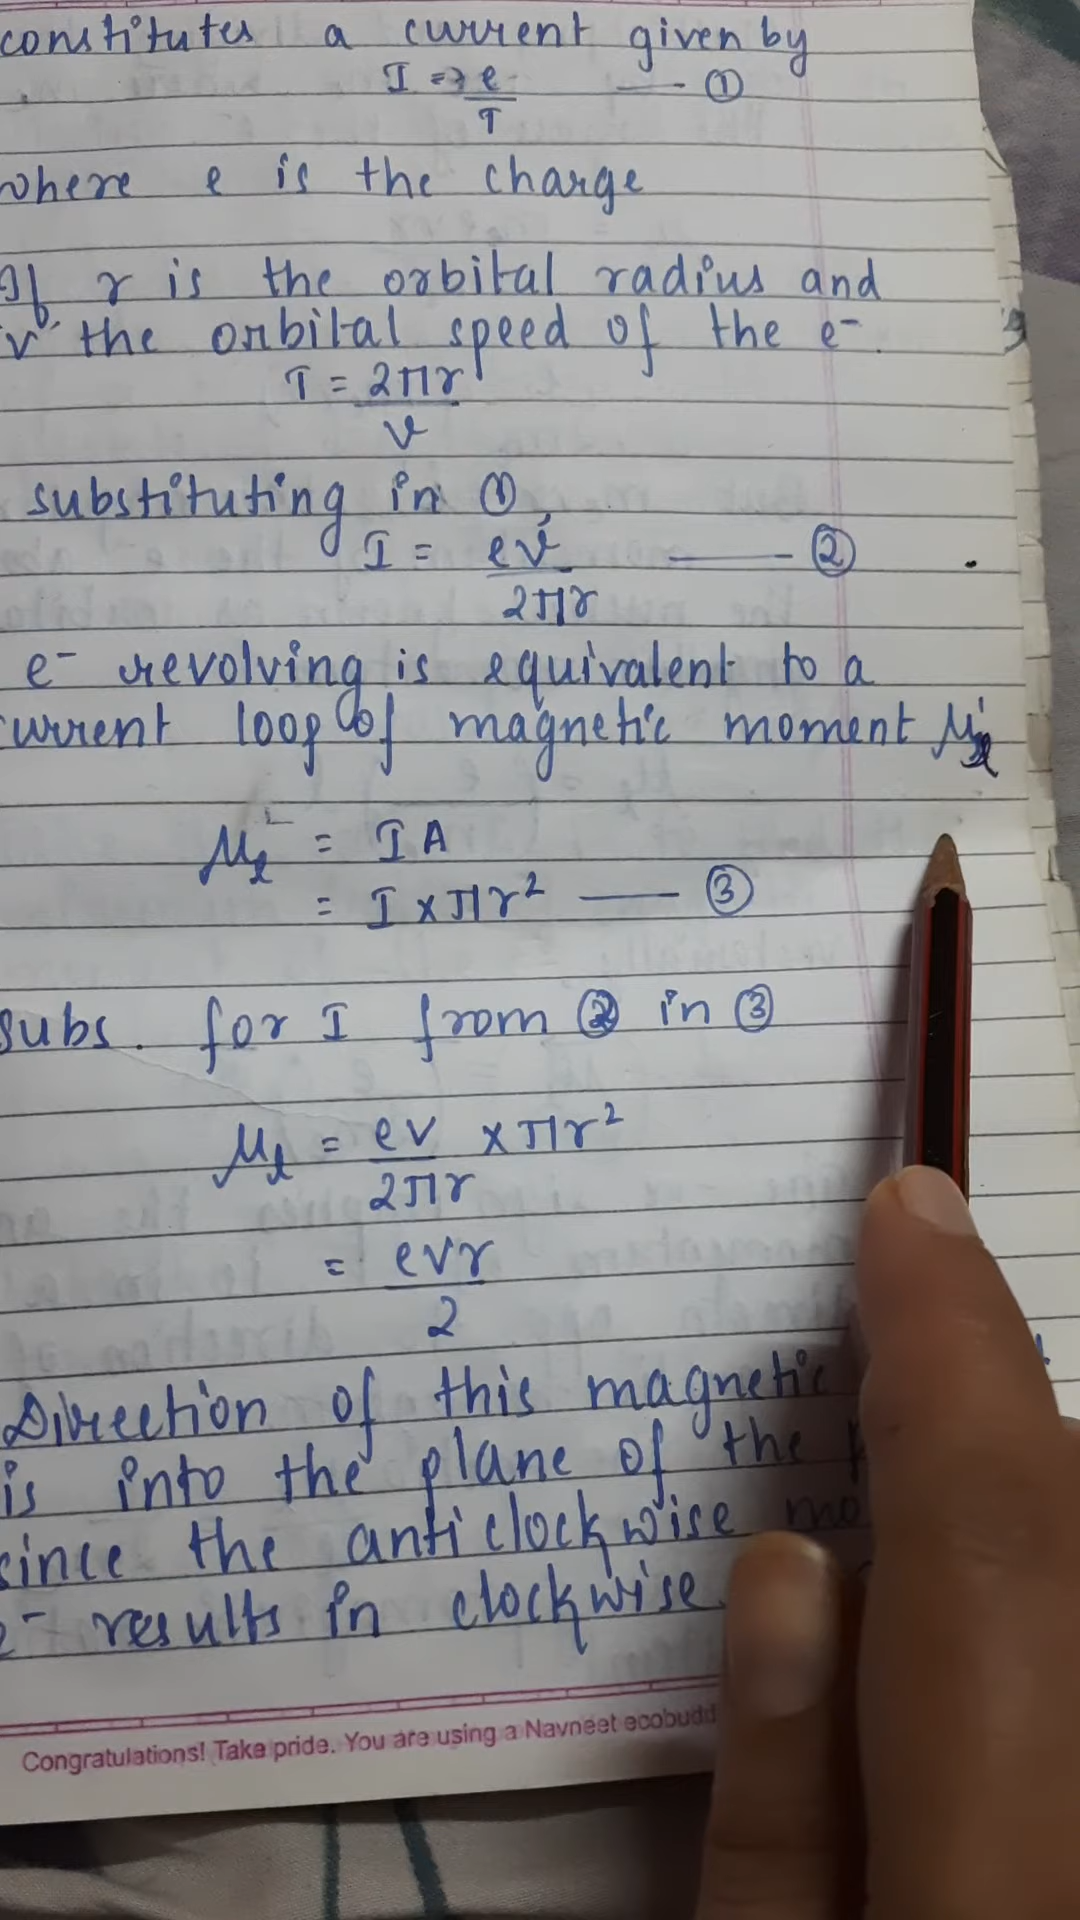 constitutes a current given by
I => e/T — ①
where e is the charge
If r is the orbital radius and
v the orbital speed of the e⁻.
T = 2πr/v
substituting in ①,
I = ev/2πr — ②
e⁻ revolving is equivalent to a
current loop of magnetic moment μₗ
μₗ = IA
= I × πr² — ③
subs. for I from ② in ③
μₗ = ev/2πr × πr²
= evr/2
Direction of this magnetic
is into the plane of the
since the anticlockwise
e⁻ results in clockwise
Congratulations! Take pride. You are using a Navneet ecobudd